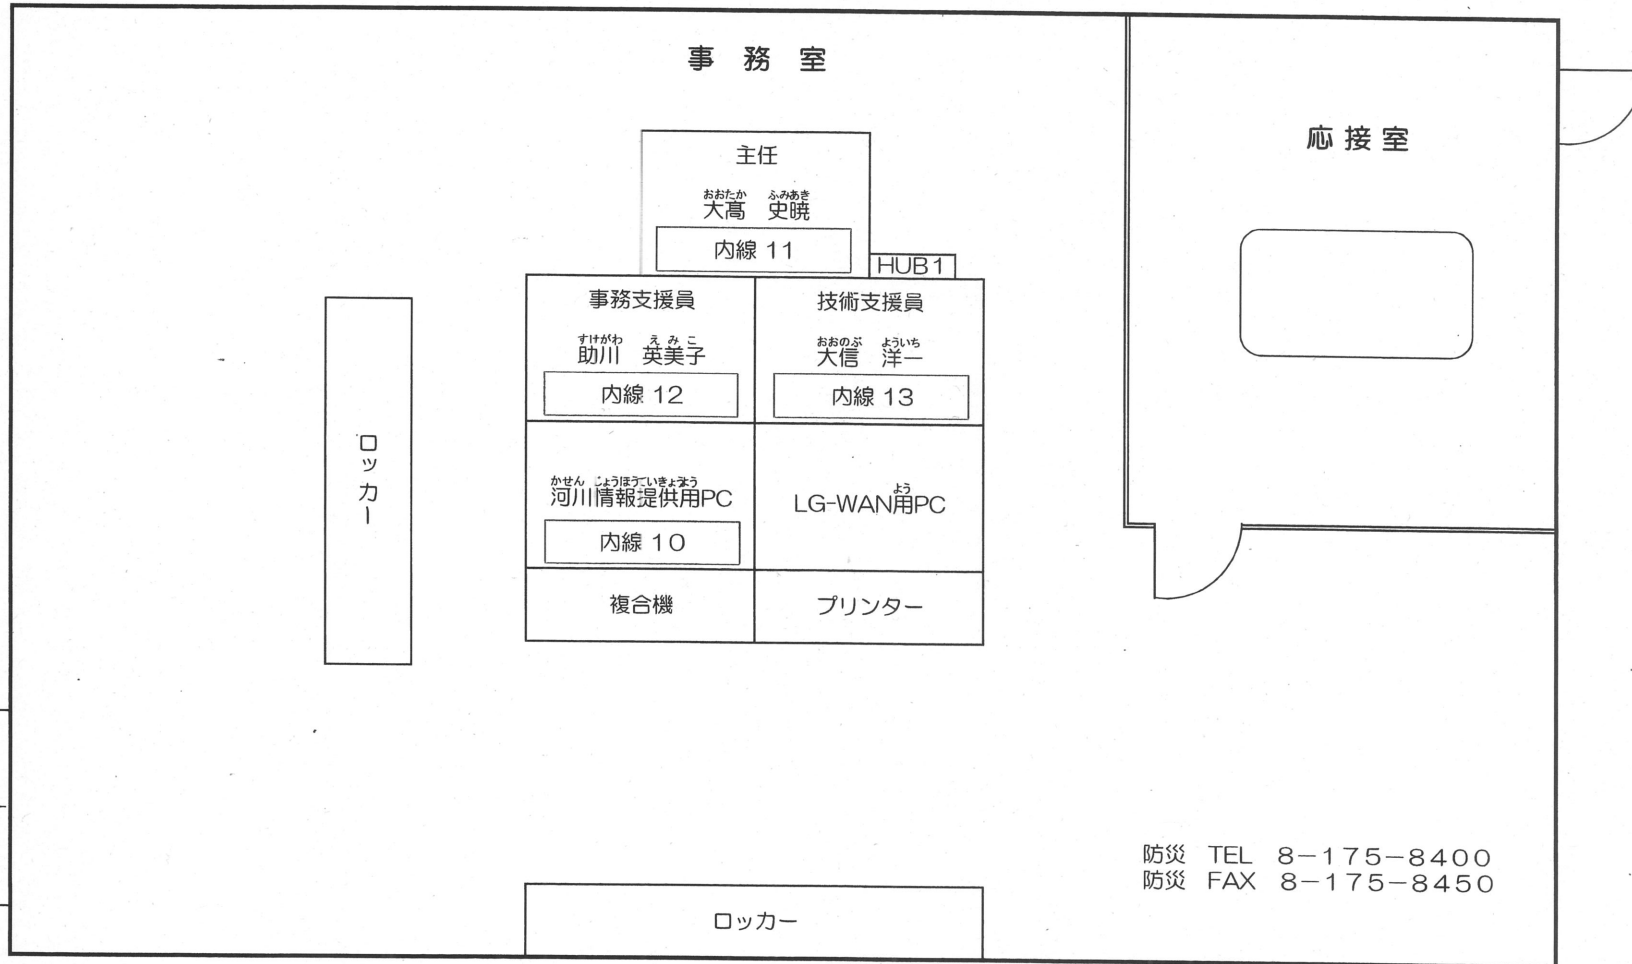 事務室
応接室
主任
おおたか ふみあき
大髙 史暁
内線 11
HUB1
事務支援員
すけがわ えみこ
助川 英美子
内線 12
技術支援員
おおのぶ よういち
大信 洋一
内線 13
ロッカー
かせん じょうほうていきょうよう
河川情報提供用PC
内線 10
よう
LG-WAN用PC
複合機
プリンター
防災 TEL 8-175-8400
防災 FAX 8-175-8450
ロッカー